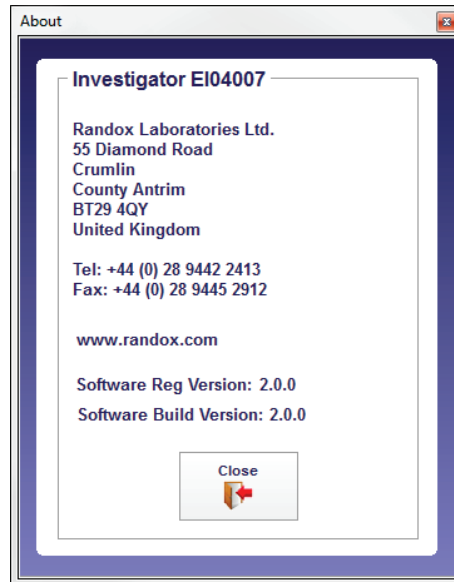 About
Investigator EI04007
Randox Laboratories Ltd.
55 Diamond Road
Crumlin
County Antrim
BT29 4QY
United Kingdom
Tel: +44 (0) 28 9442 2413
Fax: +44 (0) 28 9445 2912
www.randox.com
Software Reg Version: 2.0.0
Software Build Version: 2.0.0
Close